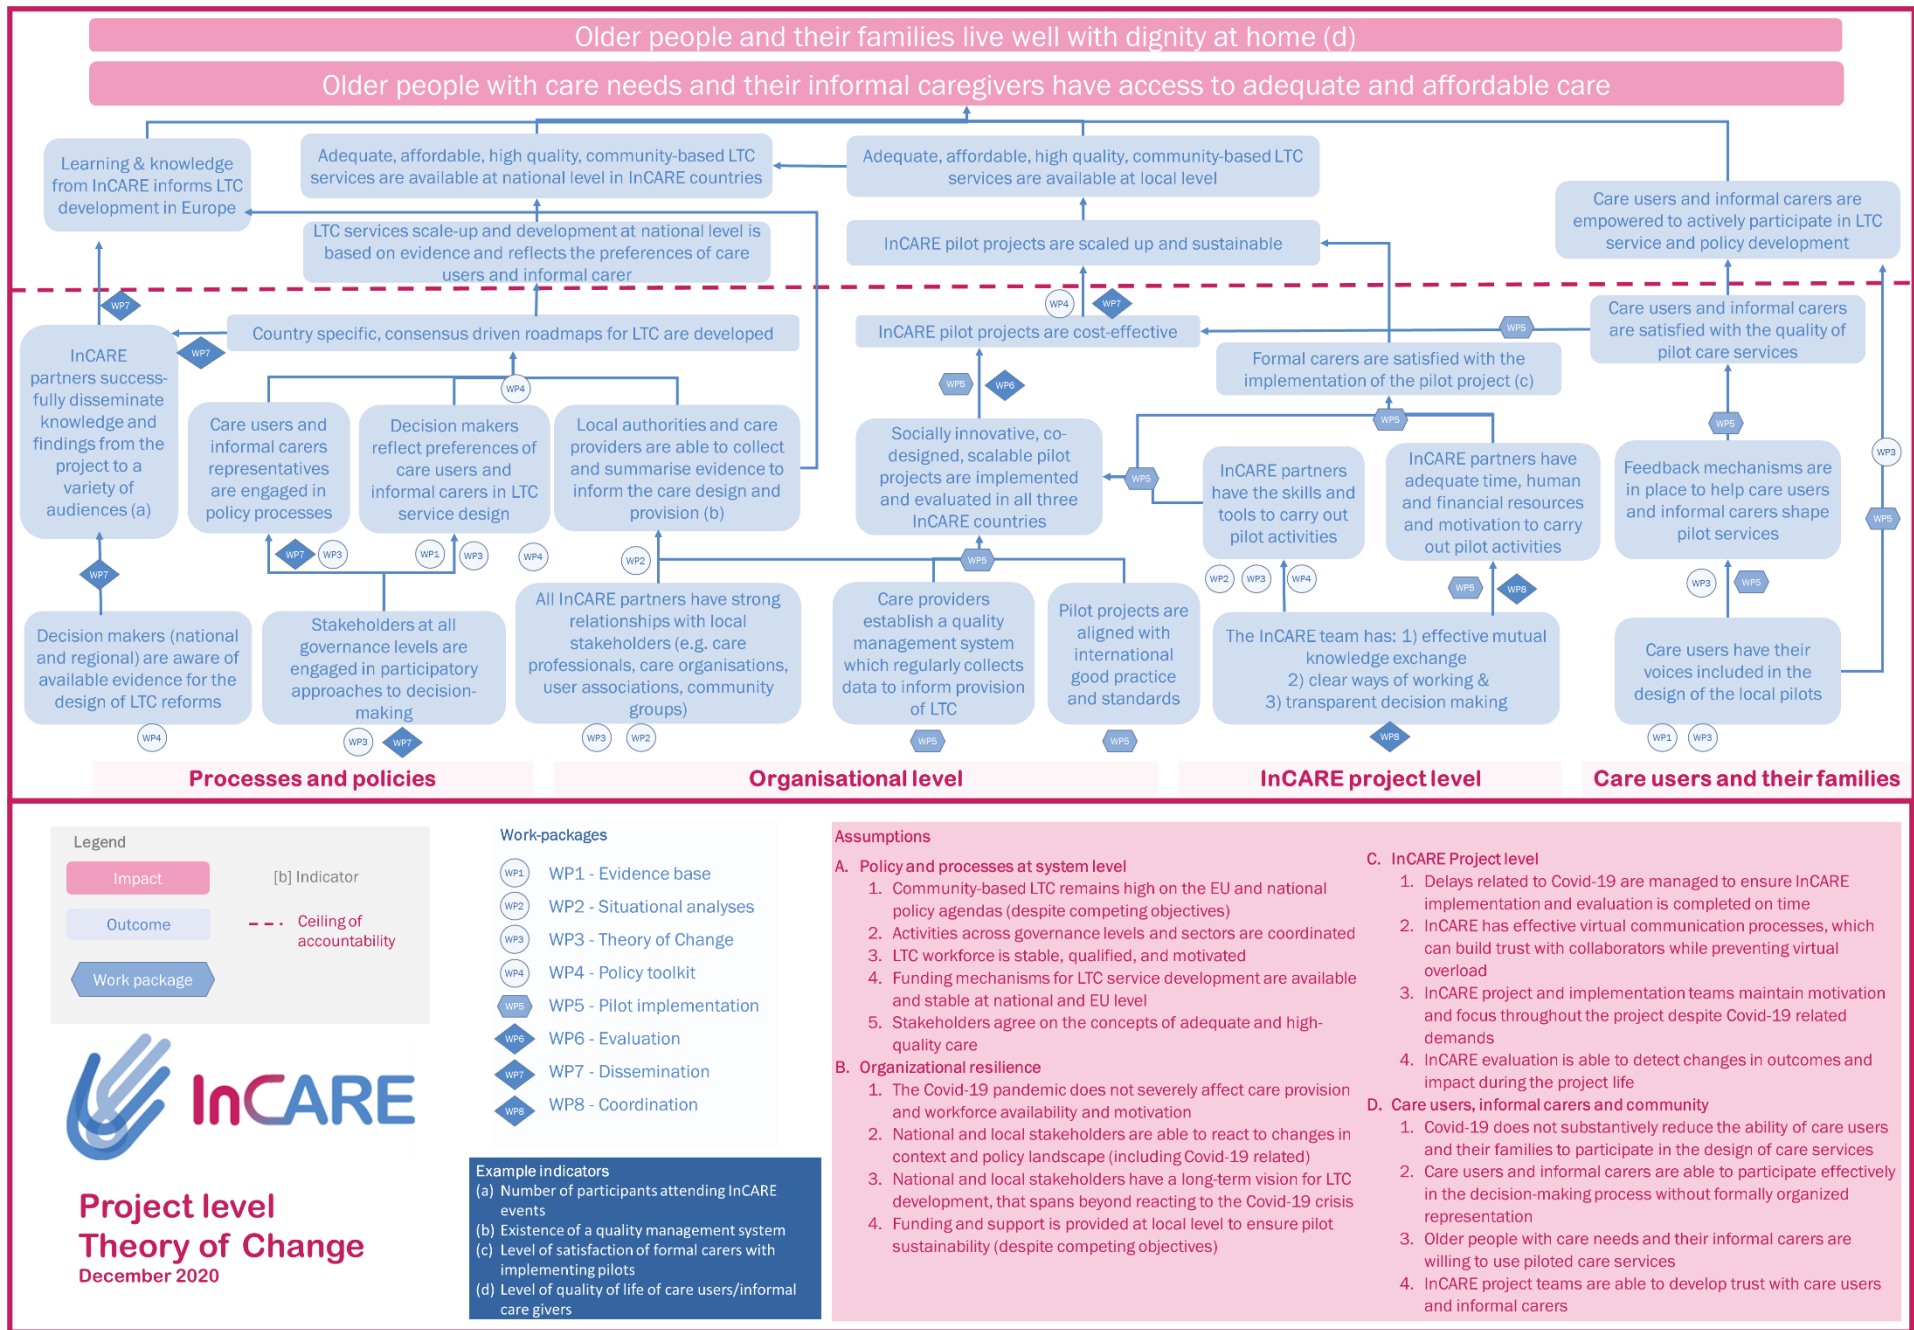 Older people and their families live well with dignity at home (d)
Older people with care needs and their informal caregivers have access to adequate and affordable care
Learning & knowledge
from InCARE informs LTC
development in Europe
Adequate, affordable, high quality, community-based LTC
services are available at national level in InCARE countries
Adequate, affordable, high quality, community-based LTC
services are available at local level
Care users and informal carers are
empowered to actively participate in LTC
service and policy development
LTC services scale-up and development at national level is
based on evidence and reflects the preferences of care
users and informal carer
InCARE pilot projects are scaled up and sustainable
WP7
WP4
WP7
InCARE
partners success-
fully disseminate
knowledge and
findings from the
project to a
variety of
audiences (a)
Country specific, consensus driven roadmaps for LTC are developed
WP7
InCARE pilot projects are cost-effective
WP5
Care users and informal carers
are satisfied with the quality of
pilot care services
Formal carers are satisfied with the
implementation of the pilot project (c)
WP4
WP5
WP6
WP5
WP5
WP3
WP5
Care users and
informal carers
representatives
are engaged in
policy processes
Decision makers
reflect preferences of
care users and
informal carers in LTC
service design
Local authorities and care
providers are able to collect
and summarise evidence to
inform the care design and
provision (b)
Socially innovative, co-
designed, scalable pilot
projects are implemented
and evaluated in all three
InCARE countries
WP5
InCARE partners
have the skills and
tools to carry out
pilot activities
InCARE partners have
adequate time, human
and financial resources
and motivation to carry
out pilot activities
Feedback mechanisms are
in place to help care users
and informal carers shape
pilot services
WP7
WP7
WP3
WP1
WP3
WP4
WP2
WP5
WP2
WP3
WP4
WP5
WP8
WP3
WP5
Decision makers (national
and regional) are aware of
available evidence for the
design of LTC reforms
Stakeholders at all
governance levels are
engaged in participatory
approaches to decision-
making
All InCARE partners have strong
relationships with local
stakeholders (e.g. care
professionals, care organisations,
user associations, community
groups)
Care providers
establish a quality
management system
which regularly collects
data to inform provision
of LTC
Pilot projects are
aligned with
international
good practice
and standards
The InCARE team has: 1) effective mutual
knowledge exchange
2) clear ways of working &
3) transparent decision making
Care users have their
voices included in the
design of the local pilots
WP4
WP3
WP7
WP3
WP2
WP5
WP5
WP8
WP1
WP3
Processes and policies
Organisational level
InCARE project level
Care users and their families
Legend
Impact
[b] Indicator
Outcome
Ceiling of
accountability
Work package
InCARE
Project level
Theory of Change
December 2020
Work-packages
WP1 WP1 - Evidence base
WP2 WP2 - Situational analyses
WP3 WP3 - Theory of Change
WP4 WP4 - Policy toolkit
WP5 WP5 - Pilot implementation
WP6 WP6 - Evaluation
WP7 WP7 - Dissemination
WP8 WP8 - Coordination
Example indicators
(a) Number of participants attending InCARE
events
(b) Existence of a quality management system
(c) Level of satisfaction of formal carers with
implementing pilots
(d) Level of quality of life of care users/informal
care givers
Assumptions
A. Policy and processes at system level
1. Community-based LTC remains high on the EU and national
policy agendas (despite competing objectives)
2. Activities across governance levels and sectors are coordinated
3. LTC workforce is stable, qualified, and motivated
4. Funding mechanisms for LTC service development are available
and stable at national and EU level
5. Stakeholders agree on the concepts of adequate and high-
quality care
B. Organizational resilience
1. The Covid-19 pandemic does not severely affect care provision
and workforce availability and motivation
2. National and local stakeholders are able to react to changes in
context and policy landscape (including Covid-19 related)
3. National and local stakeholders have a long-term vision for LTC
development, that spans beyond reacting to the Covid-19 crisis
4. Funding and support is provided at local level to ensure pilot
sustainability (despite competing objectives)
C. InCARE Project level
1. Delays related to Covid-19 are managed to ensure InCARE
implementation and evaluation is completed on time
2. InCARE has effective virtual communication processes, which
can build trust with collaborators while preventing virtual
overload
3. InCARE project and implementation teams maintain motivation
and focus throughout the project despite Covid-19 related
demands
4. InCARE evaluation is able to detect changes in outcomes and
impact during the project life
D. Care users, informal carers and community
1. Covid-19 does not substantively reduce the ability of care users
and their families to participate in the design of care services
2. Care users and informal carers are able to participate effectively
in the decision-making process without formally organized
representation
3. Older people with care needs and their informal carers are
willing to use piloted care services
4. InCARE project teams are able to develop trust with care users
and informal carers